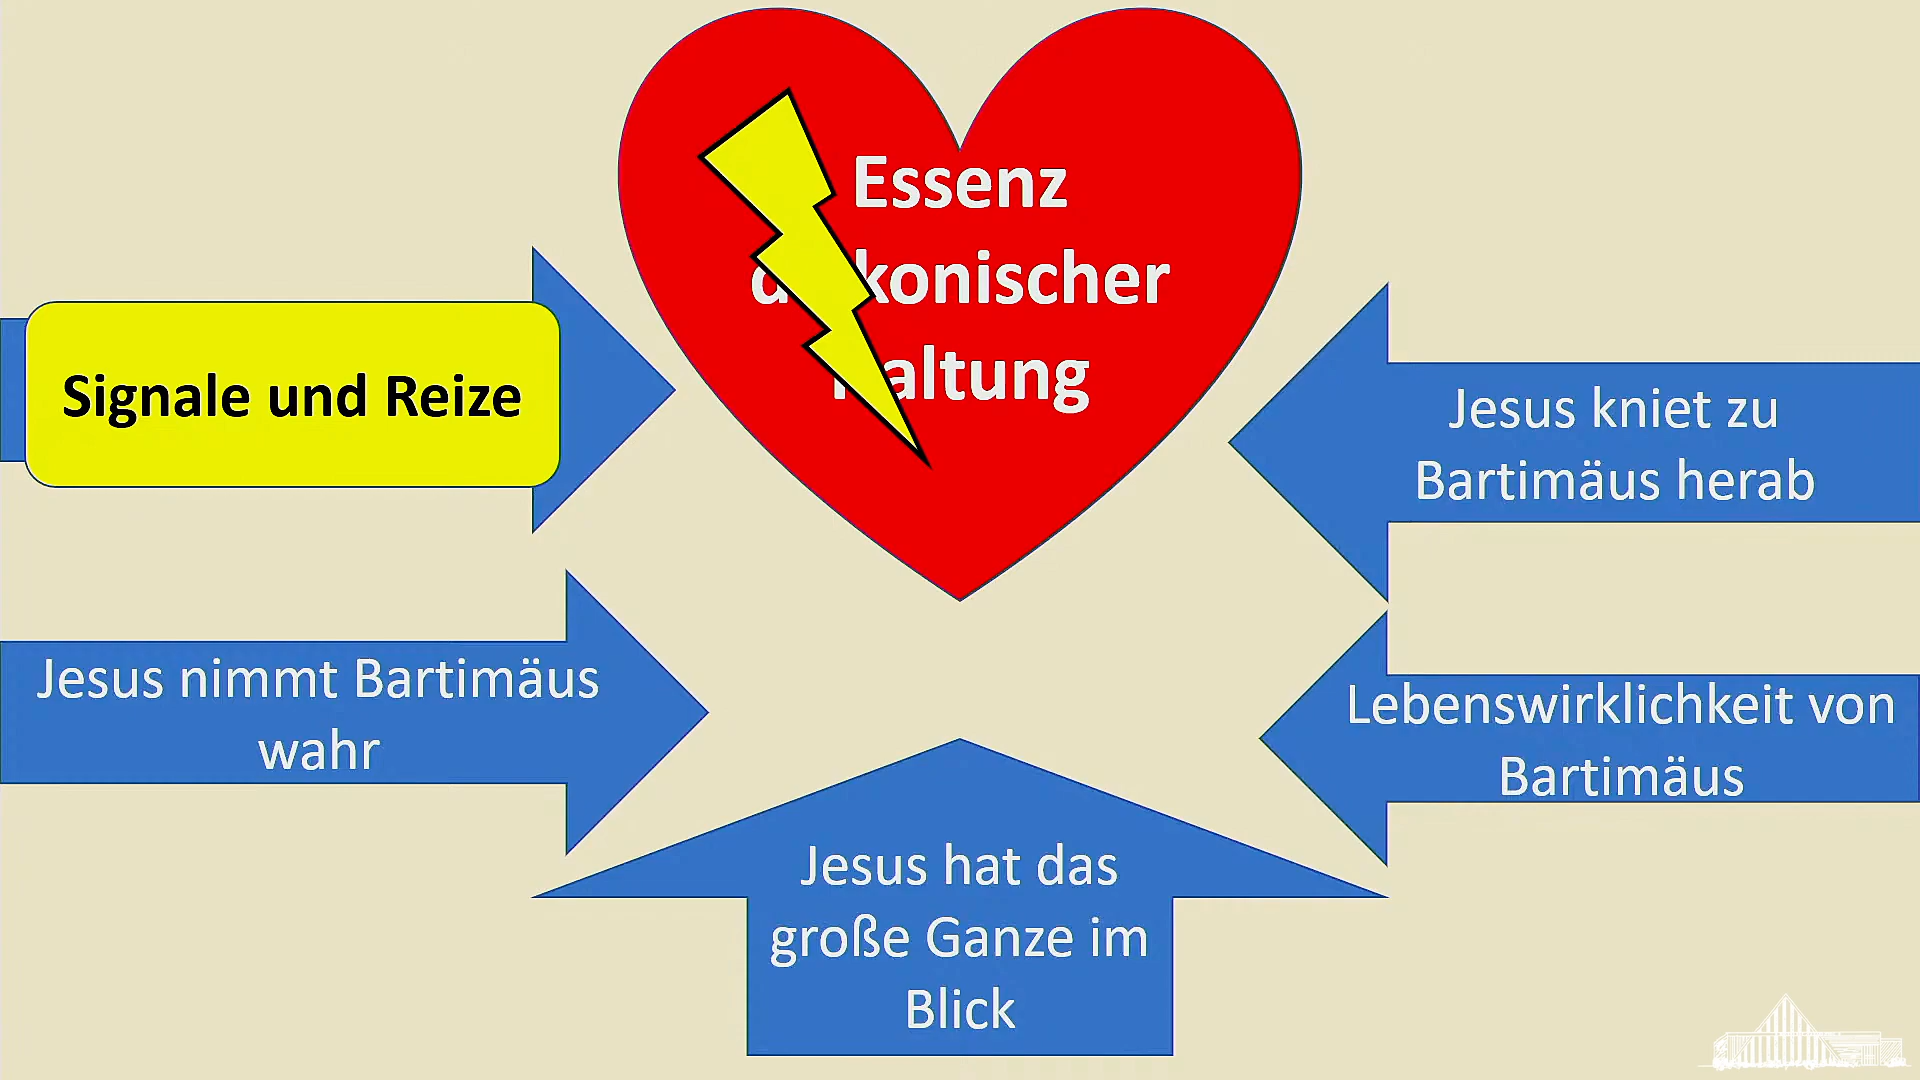 Essenz
konischer
altung
Signale und Reize
Jesus kniet zu
Bartimäus herab
Jesus nimmt Bartimäus
wahr
Lebenswirklichkeit von
Bartimäus
Jesus hat das
große Ganze im
Blick